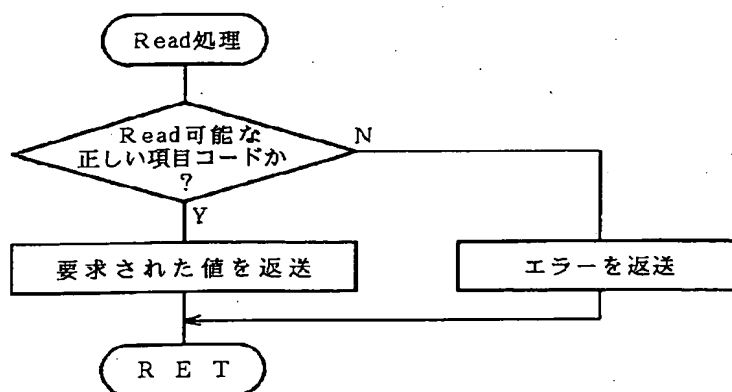 Read処理
Read可能な
正しい項目コードか
?
N
Y
要求された値を返送
エラーを返送
RET